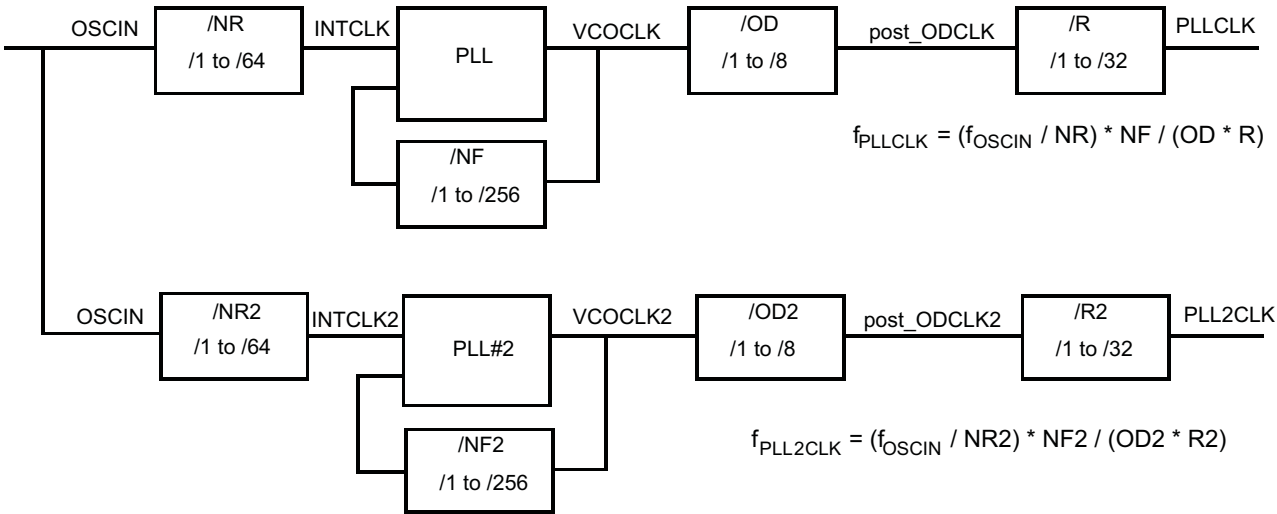 OSCIN
/NR
/1 to /64
INTCLK
PLL
VCOCLK
/OD
/1 to /8
post_ODCLK
/R
/1 to /32
PLLCLK
/NF
/1 to /256
fPLLCLK = (fOSCIN / NR) * NF / (OD * R)
OSCIN
/NR2
/1 to /64
INTCLK2
PLL#2
VCOCLK2
/OD2
/1 to /8
post_ODCLK2
/R2
/1 to /32
PLL2CLK
/NF2
/1 to /256
fPLL2CLK = (fOSCIN / NR2) * NF2 / (OD2 * R2)